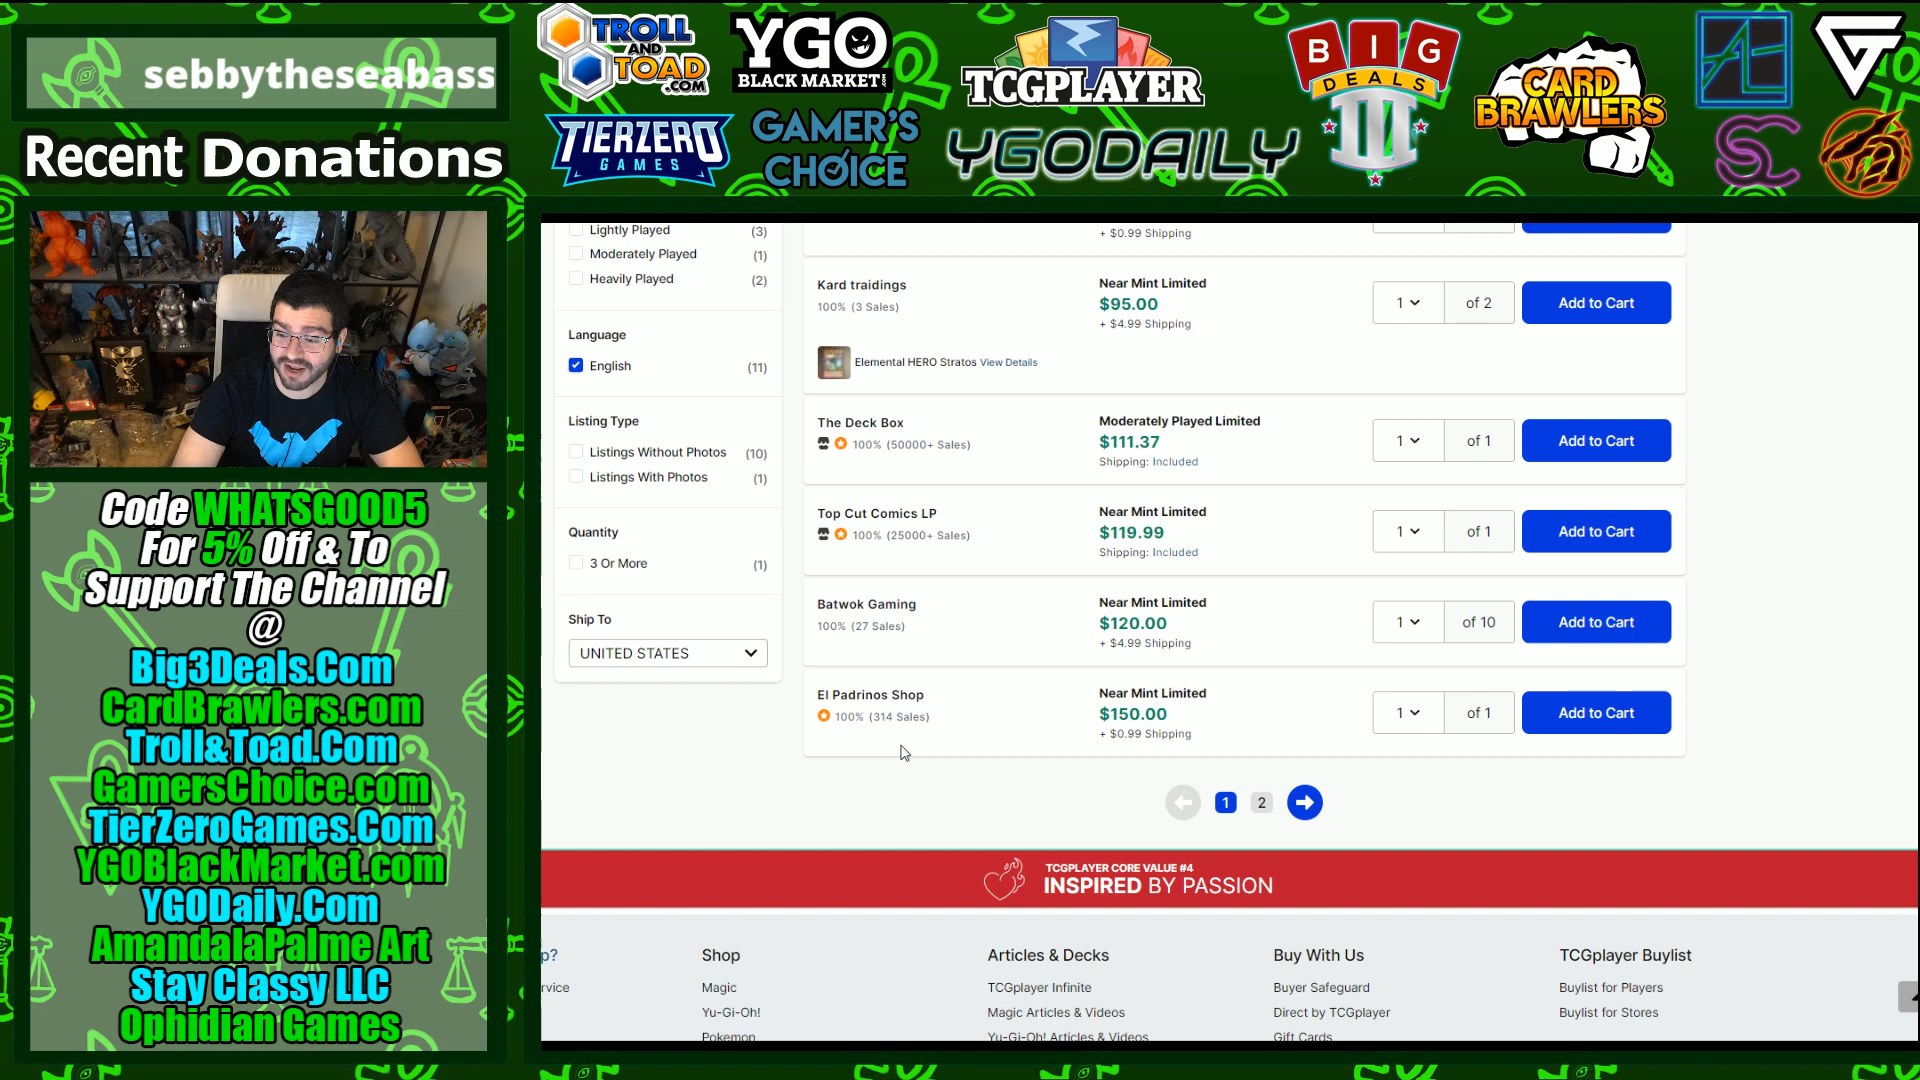 sebbytheseabass
Recent Donations
TROLL
AND
TOAD
.COM
YGO
BLACK MARKET.COM
TCGPLAYER
BIG
DEALS
III
CARD
BRAWLERS
TIERZERO
GAMES
GAMER'S
CHOICE
YGODAILY
Code WHATSGOOD5
For 5% Off & To
Support The Channel
@
Big3Deals.Com
CardBrawlers.com
Troll&Toad.Com
GamersChoice.com
TierZeroGames.Com
YGOBlackMarket.com
YGODaily.Com
AmandalaPalme Art
Stay Classy LLC
Ophidian Games
Lightly Played (3)
Moderately Played (1)
Heavily Played (2)
Language
English (11)
Listing Type
Listings Without Photos (10)
Listings With Photos (1)
Quantity
3 Or More (1)
Ship To
UNITED STATES
+ $0.99 Shipping
Kard traidings
100% (3 Sales)
Near Mint Limited
$95.00
+ $4.99 Shipping
1 of 2 Add to Cart
Elemental HERO Stratos View Details
The Deck Box
100% (50000+ Sales)
Moderately Played Limited
$111.37
Shipping: Included
1 of 1 Add to Cart
Top Cut Comics LP
100% (25000+ Sales)
Near Mint Limited
$119.99
Shipping: Included
1 of 1 Add to Cart
Batwok Gaming
100% (27 Sales)
Near Mint Limited
$120.00
+ $4.99 Shipping
1 of 10 Add to Cart
El Padrinos Shop
100% (314 Sales)
Near Mint Limited
$150.00
+ $0.99 Shipping
1 of 1 Add to Cart
1 2
TCGPLAYER CORE VALUE #4
INSPIRED BY PASSION
p?
rvice
Shop
Magic
Yu-Gi-Oh!
Pokemon
Articles & Decks
TCGplayer Infinite
Magic Articles & Videos
Yu-Gi-Oh! Articles & Videos
Buy With Us
Buyer Safeguard
Direct by TCGplayer
Gift Cards
TCGplayer Buylist
Buylist for Players
Buylist for Stores